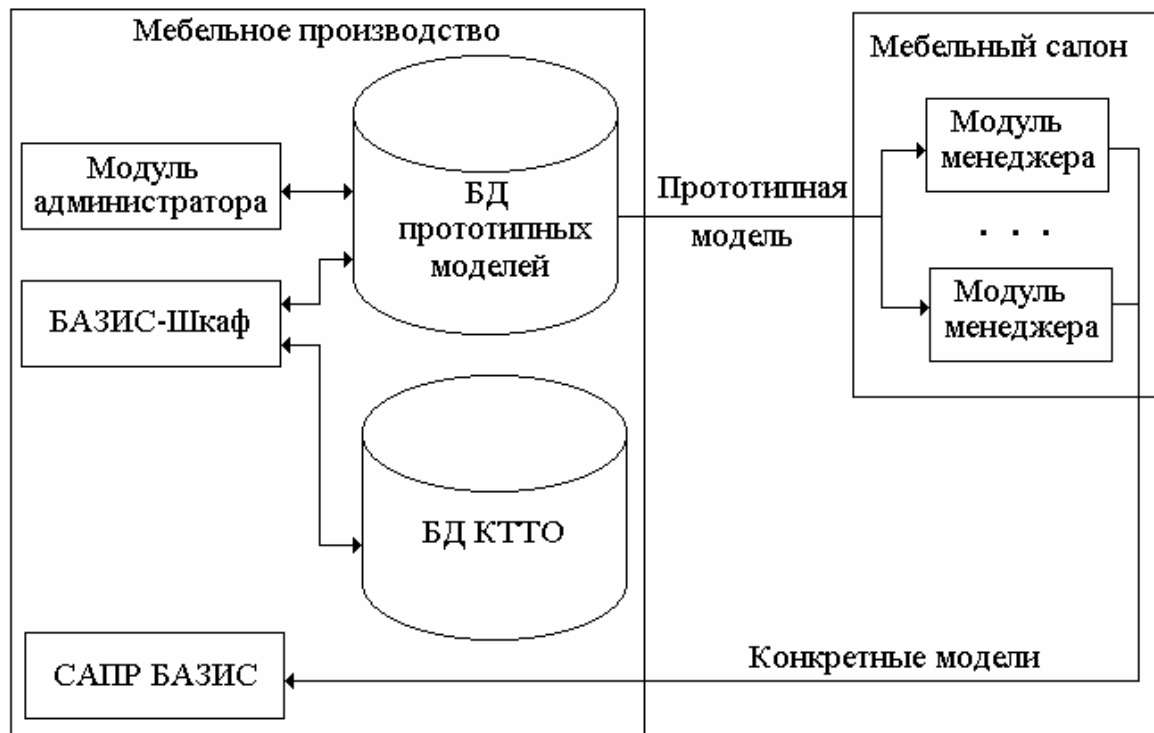 Мебельное производство
Мебельный салон
Модуль
администратора
БД
прототипных
моделей
Прототипная
модель
Модуль
менеджера
. . .
Модуль
менеджера
БАЗИС-Шкаф
БД КТТО
САПР БАЗИС
Конкретные модели